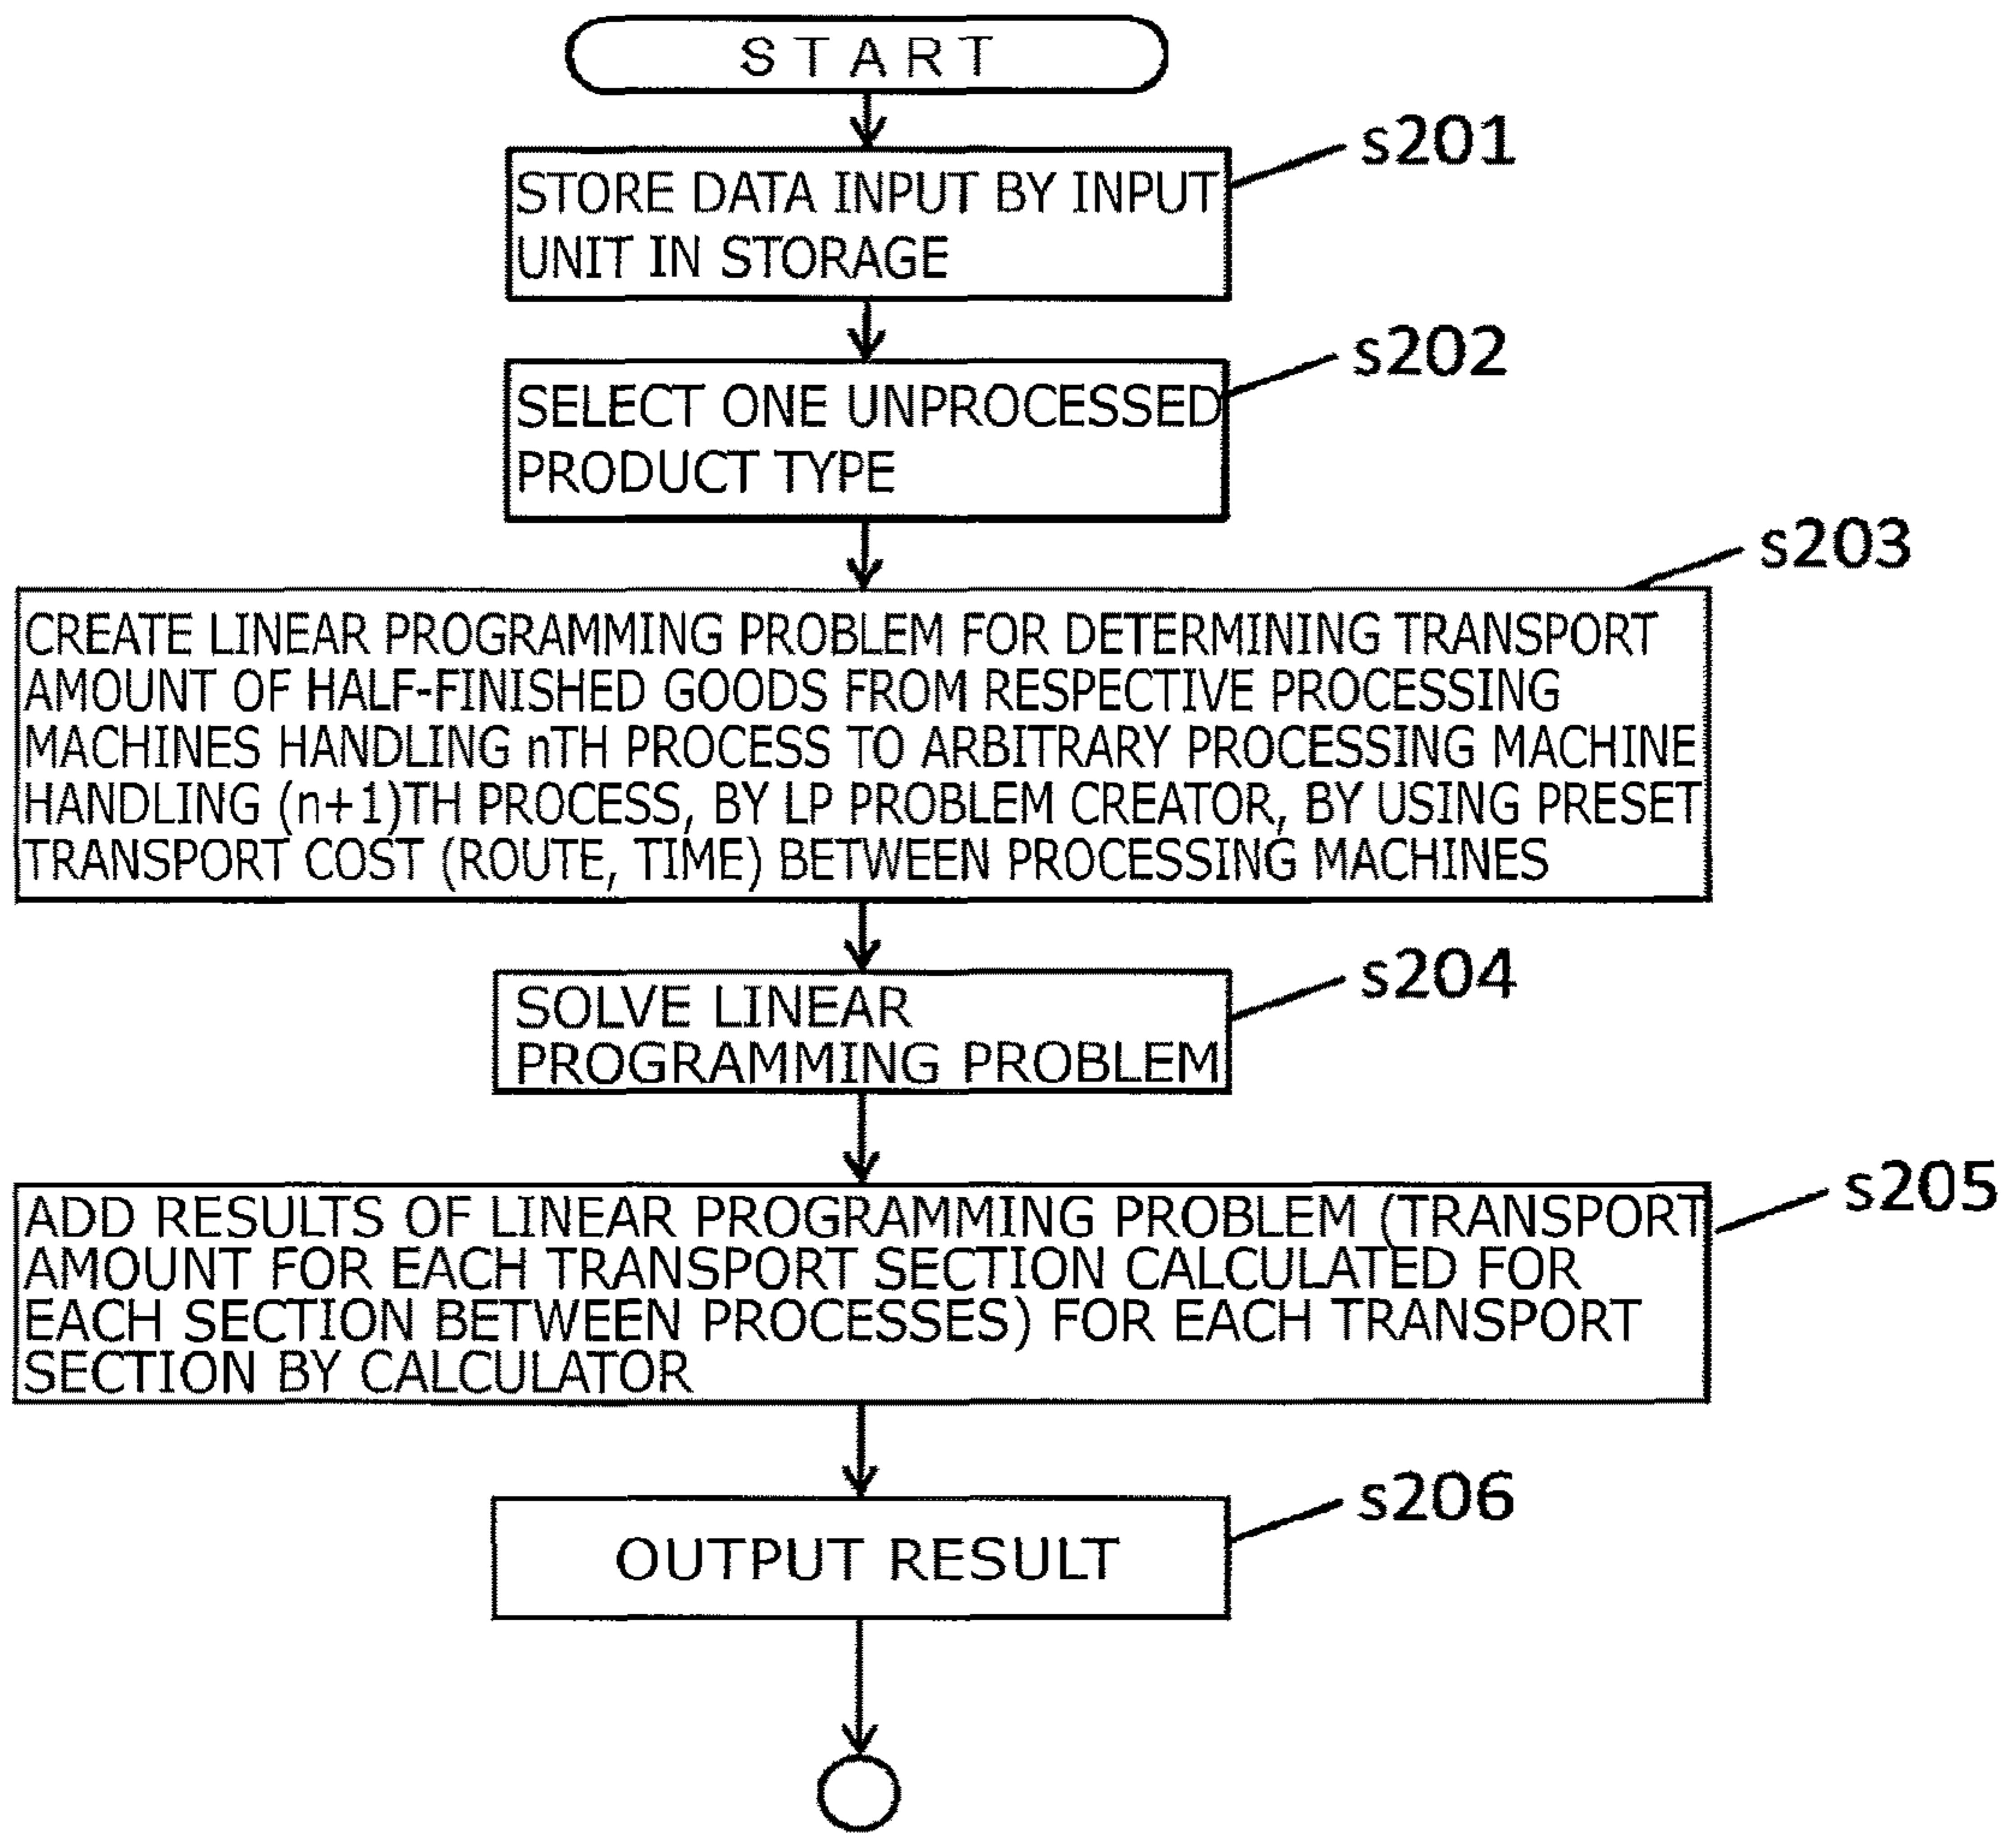 START
s201
STORE DATA INPUT BY INPUT
UNIT IN STORAGE
s202
SELECT ONE UNPROCESSED
PRODUCT TYPE
s203
CREATE LINEAR PROGRAMMING PROBLEM FOR DETERMINING TRANSPORT
AMOUNT OF HALF-FINISHED GOODS FROM RESPECTIVE PROCESSING
MACHINES HANDLING nTH PROCESS TO ARBITRARY PROCESSING MACHINE
HANDLING (n+1)TH PROCESS, BY LP PROBLEM CREATOR, BY USING PRESET
TRANSPORT COST (ROUTE, TIME) BETWEEN PROCESSING MACHINES
s204
SOLVE LINEAR
PROGRAMMING PROBLEM
s205
ADD RESULTS OF LINEAR PROGRAMMING PROBLEM (TRANSPORT
AMOUNT FOR EACH TRANSPORT SECTION CALCULATED FOR
EACH SECTION BETWEEN PROCESSES) FOR EACH TRANSPORT
SECTION BY CALCULATOR
s206
OUTPUT RESULT